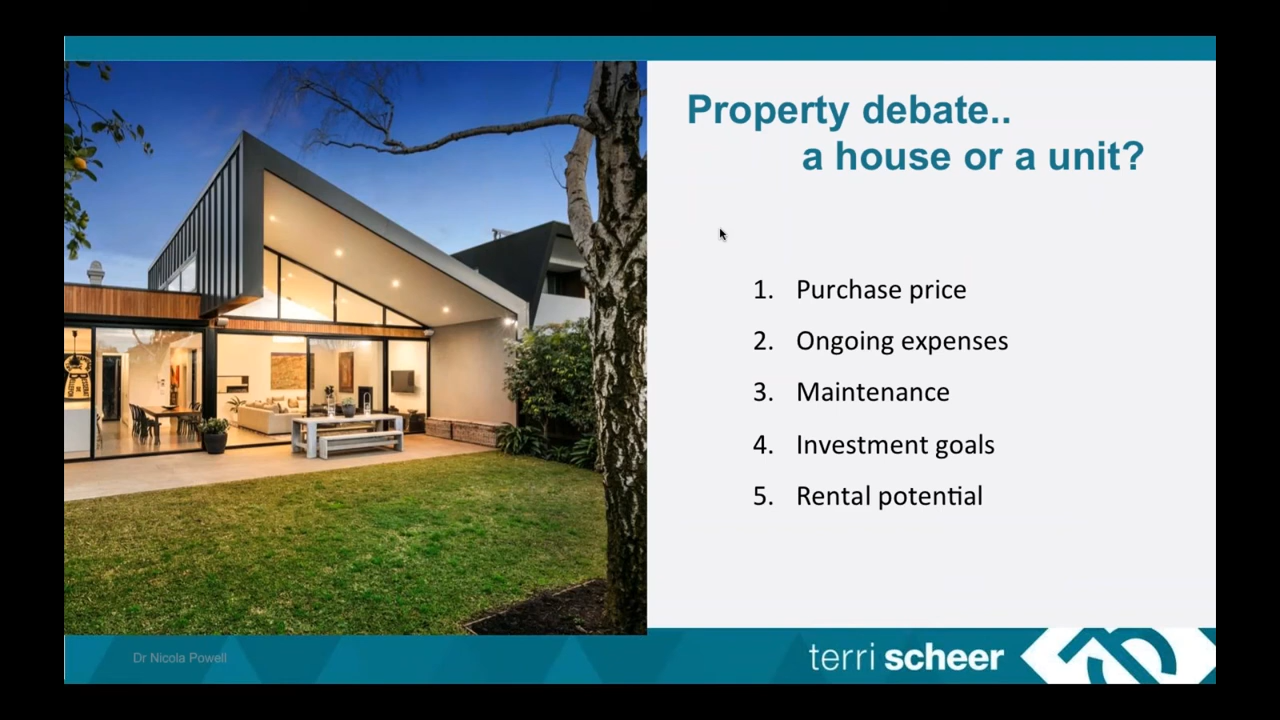 Property debate..
a house or a unit?
1. Purchase price
2. Ongoing expenses
3. Maintenance
4. Investment goals
5. Rental potential
Dr Nicola Powell
terri scheer